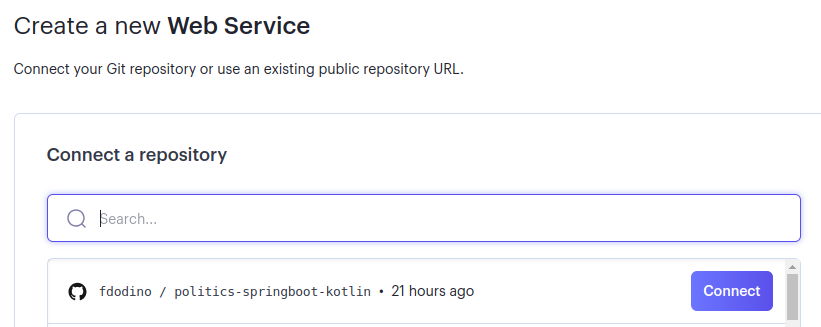 Create a new Web Service
Connect your Git repository or use an existing public repository URL.
Connect a repository
Search...
fdodino / politics-springboot-kotlin • 21 hours ago
Connect